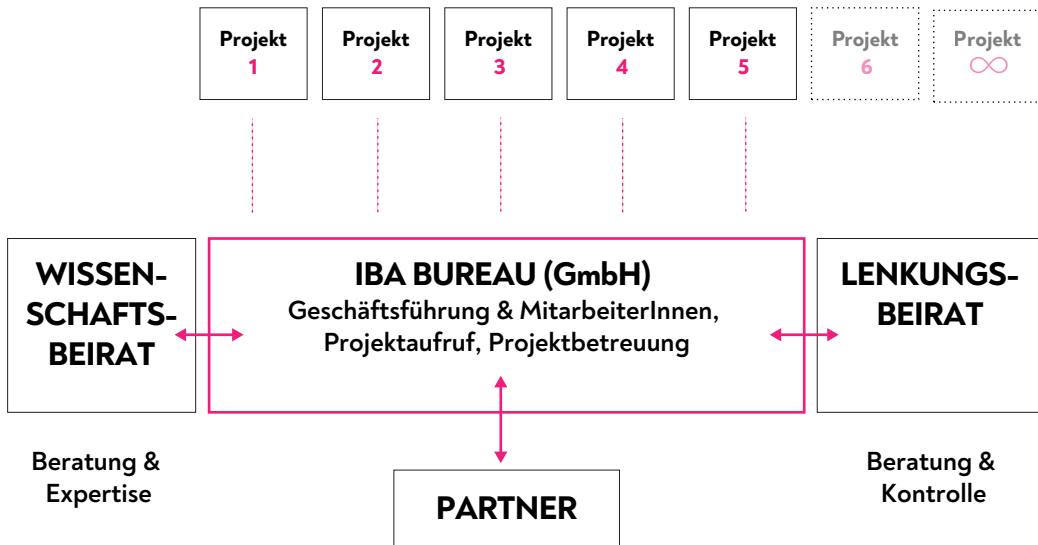 Projekt
1
Projekt
2
Projekt
3
Projekt
4
Projekt
5
Projekt
6
Projekt
∞
WISSEN-
SCHAFTS-
BEIRAT
IBA BUREAU (GmbH)
Geschäftsführung & MitarbeiterInnen,
Projektaufruf, Projektbetreuung
LENKUNGS-
BEIRAT
Beratung &
Expertise
Beratung &
Kontrolle
PARTNER